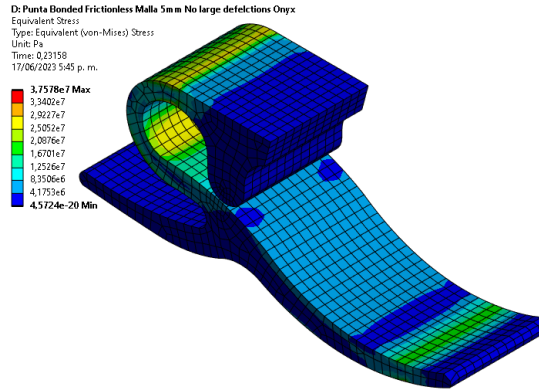 D: Punta Bonded Frictionless Malla 5mm No large defelctions Onyx
Equivalent Stress
Type: Equivalent (von-Mises) Stress
Unit: Pa
Time: 0,23158
17/06/2023 5:45 p. m.
3,7578e7 Max
3,3402e7
2,9227e7
2,5052e7
2,0876e7
1,6701e7
1,2526e7
8,3506e6
4,1753e6
4,5724e-20 Min